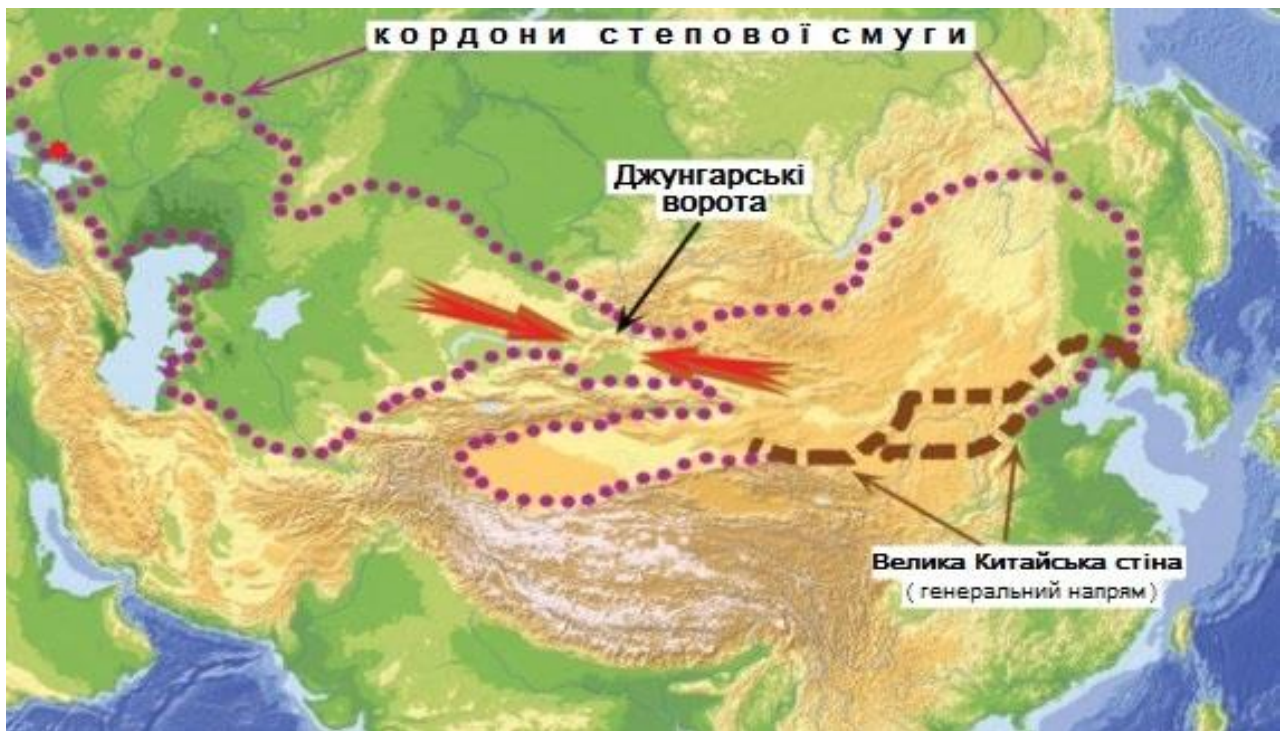 кордони степової смуги
Джунгарські
ворота
Велика Китайська стіна
( генеральний напрям )